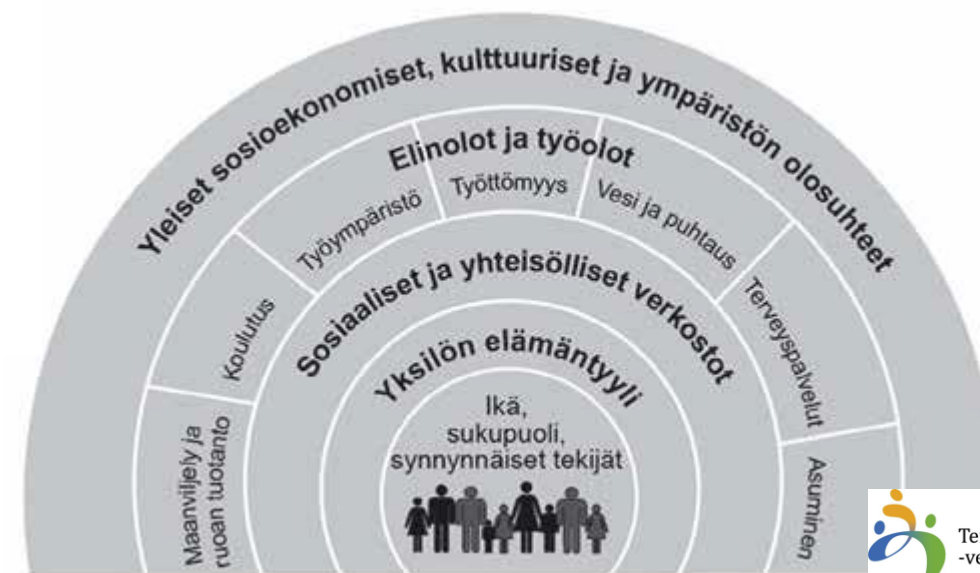 Yleiset sosioekonomiset, kulttuuriset ja ympäristön olosuhteet
Elinolot ja työolot
Maanviljely ja
ruoan tuotanto
Koulutus
Työympäristö
Työttömyys
Vesi ja puhtaus
Terveyspalvelut
Asuminen
Sosiaaliset ja yhteisölliset verkostot
Yksilön elämäntyyli
Ikä,
sukupuoli,
synnynnäiset tekijät